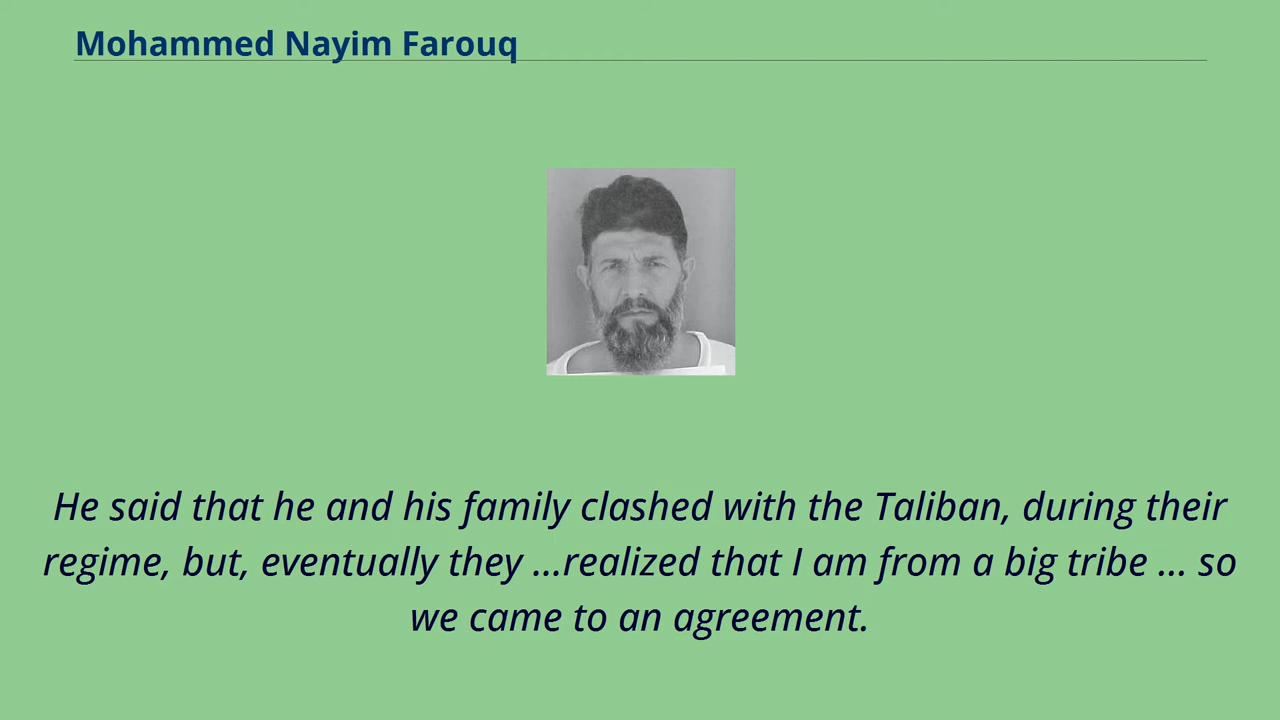 Mohammed Nayim Farouq
He said that he and his family clashed with the Taliban, during their
regime, but, eventually they ...realized that I am from a big tribe ... so
we came to an agreement.